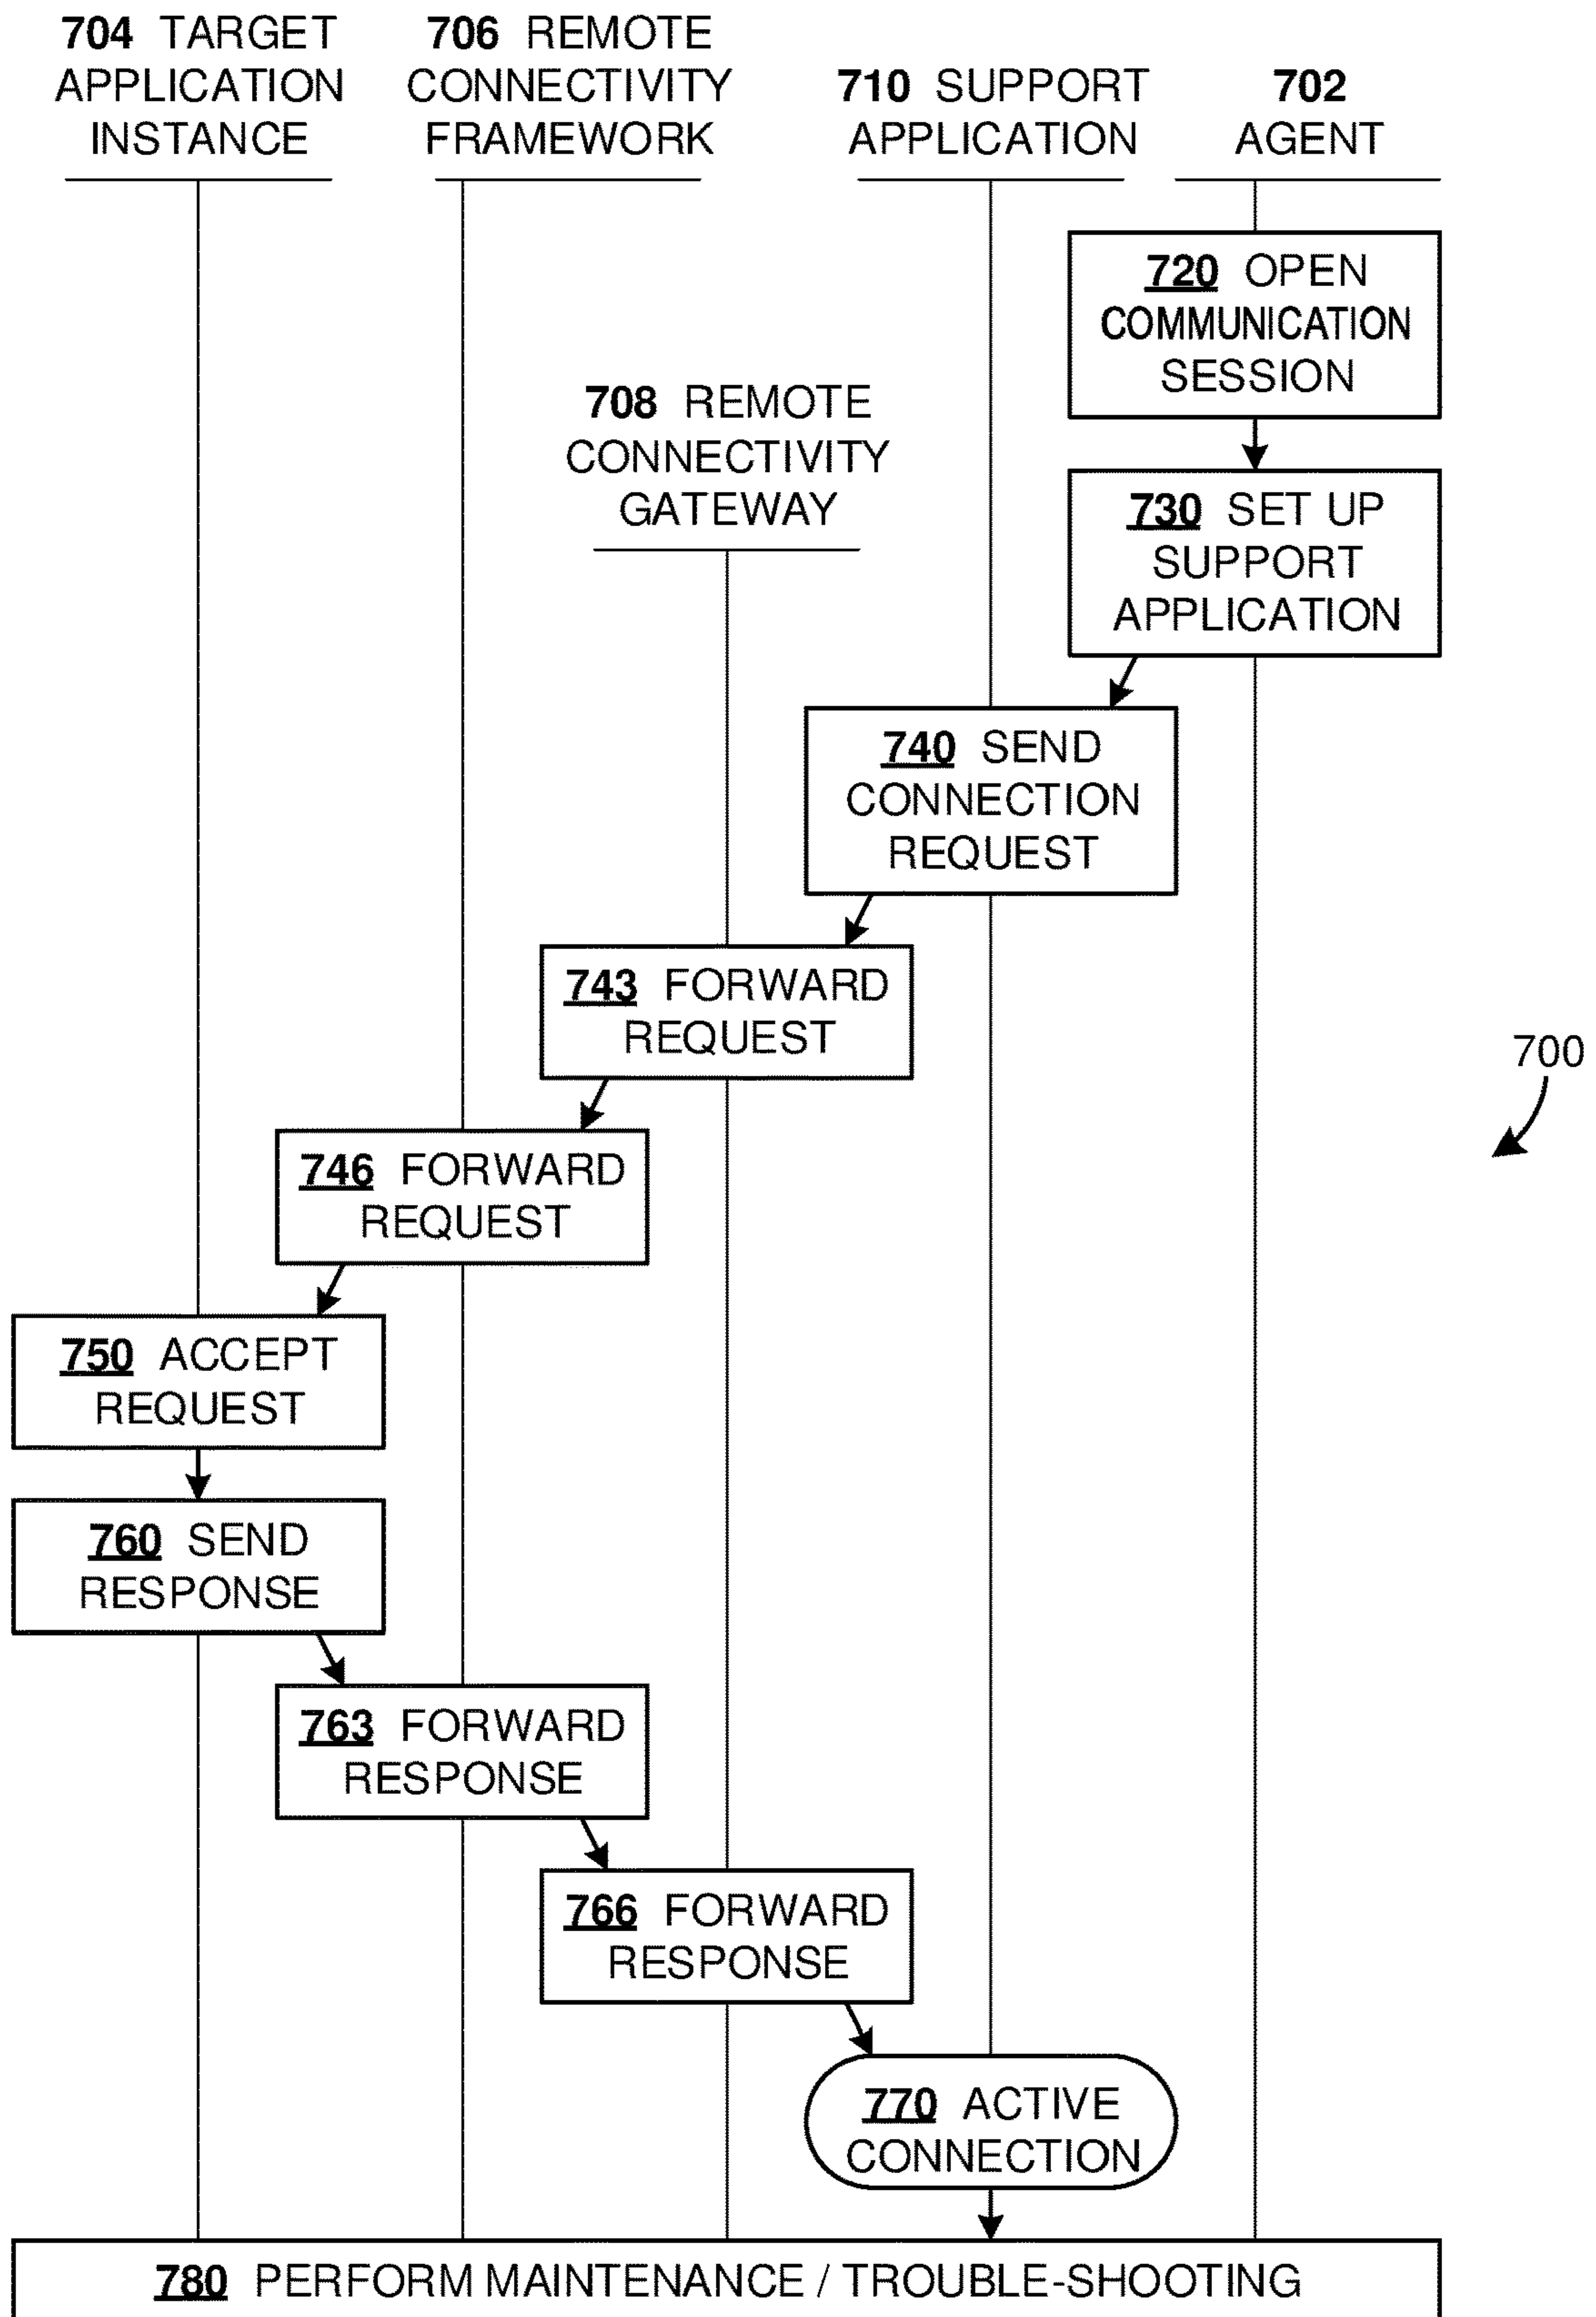 704 TARGET
APPLICATION
INSTANCE
706 REMOTE
CONNECTIVITY
FRAMEWORK
710 SUPPORT
APPLICATION
702
AGENT
720 OPEN
COMMUNICATION
SESSION
708 REMOTE
CONNECTIVITY
GATEWAY
730 SET UP
SUPPORT
APPLICATION
740 SEND
CONNECTION
REQUEST
743 FORWARD
REQUEST
700
746 FORWARD
REQUEST
750 ACCEPT
REQUEST
760 SEND
RESPONSE
763 FORWARD
RESPONSE
766 FORWARD
RESPONSE
770 ACTIVE
CONNECTION
780 PERFORM MAINTENANCE / TROUBLE-SHOOTING